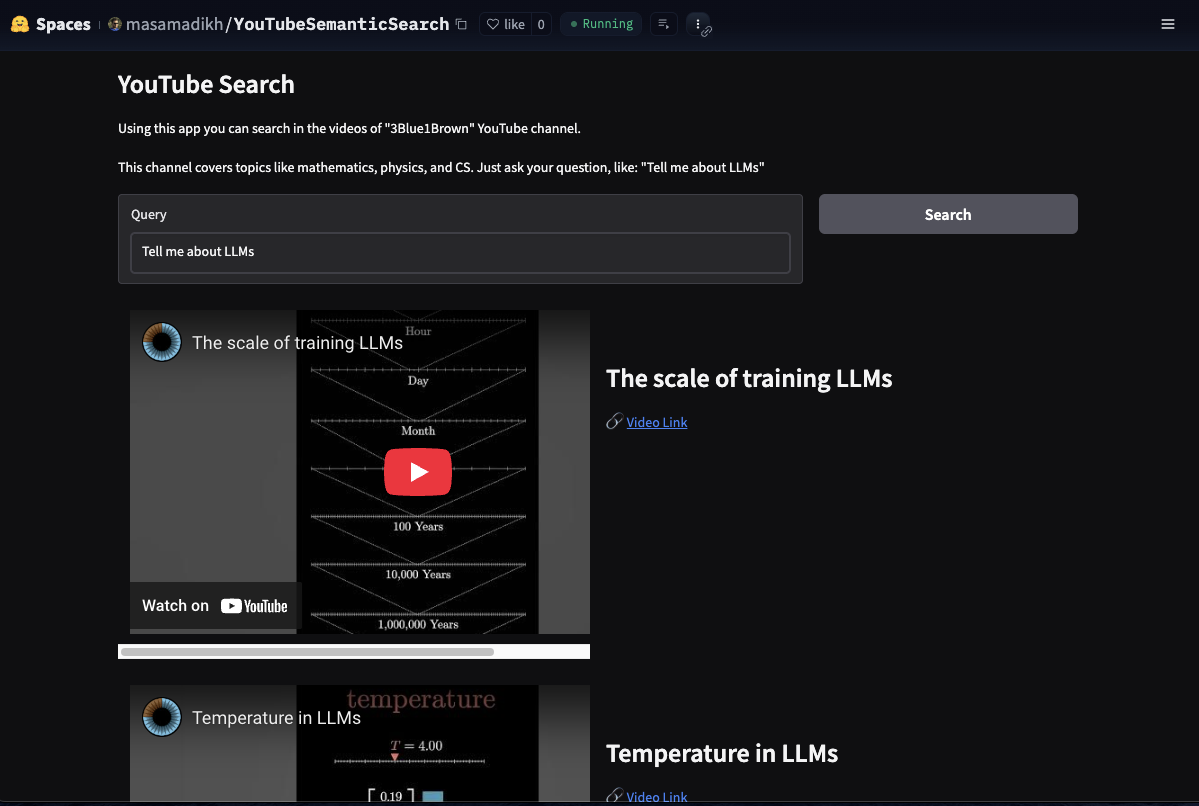 Spaces masamadikh/YouTubeSemanticSearch like 0 Running
YouTube Search
Using this app you can search in the videos of "3Blue1Brown" YouTube channel.
This channel covers topics like mathematics, physics, and CS. Just ask your question, like: "Tell me about LLMs"
Query
Search
Tell me about LLMs
Hour
The scale of training LLMs
Day
Month
100 Years
10,000 Years
Watch on YouTube
1,000,000 Years
The scale of training LLMs
Video Link
temperature
Temperature in LLMs
T = 4.00
0.19
Temperature in LLMs
Video Link